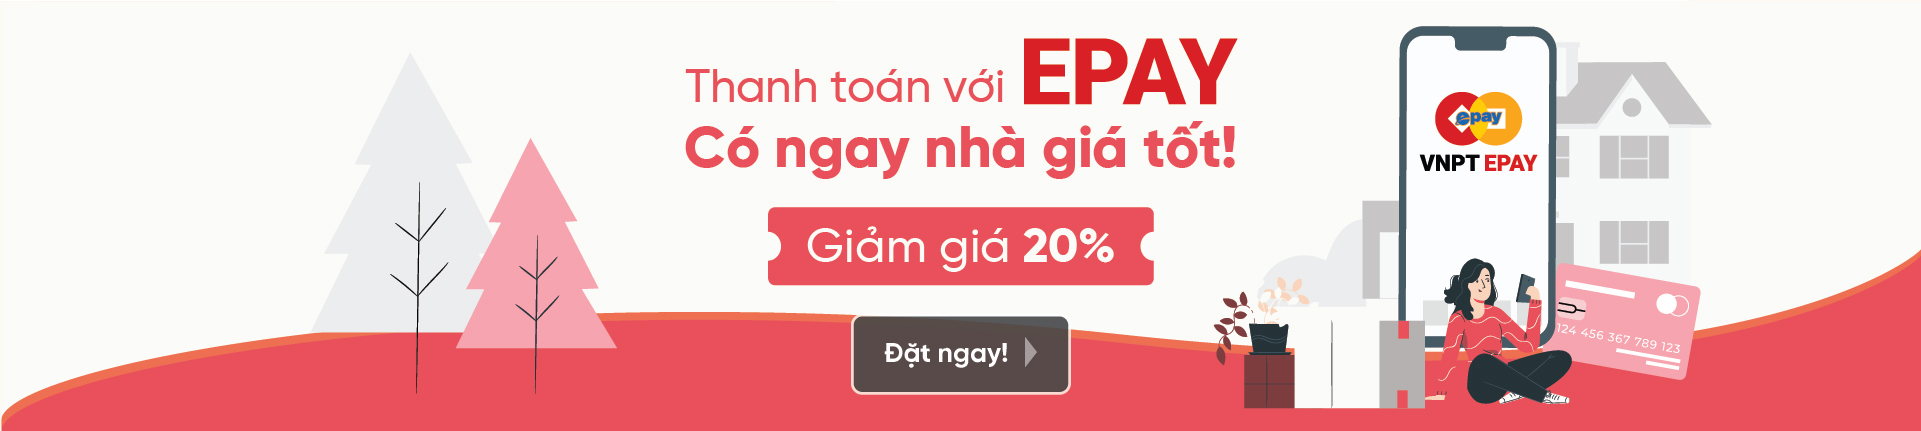 Thanh toán với EPAY
Có ngay nhà giá tốt!
Giảm giá 20%
Đặt ngay!
epay
VNPT EPAY
124 456 367 789 123